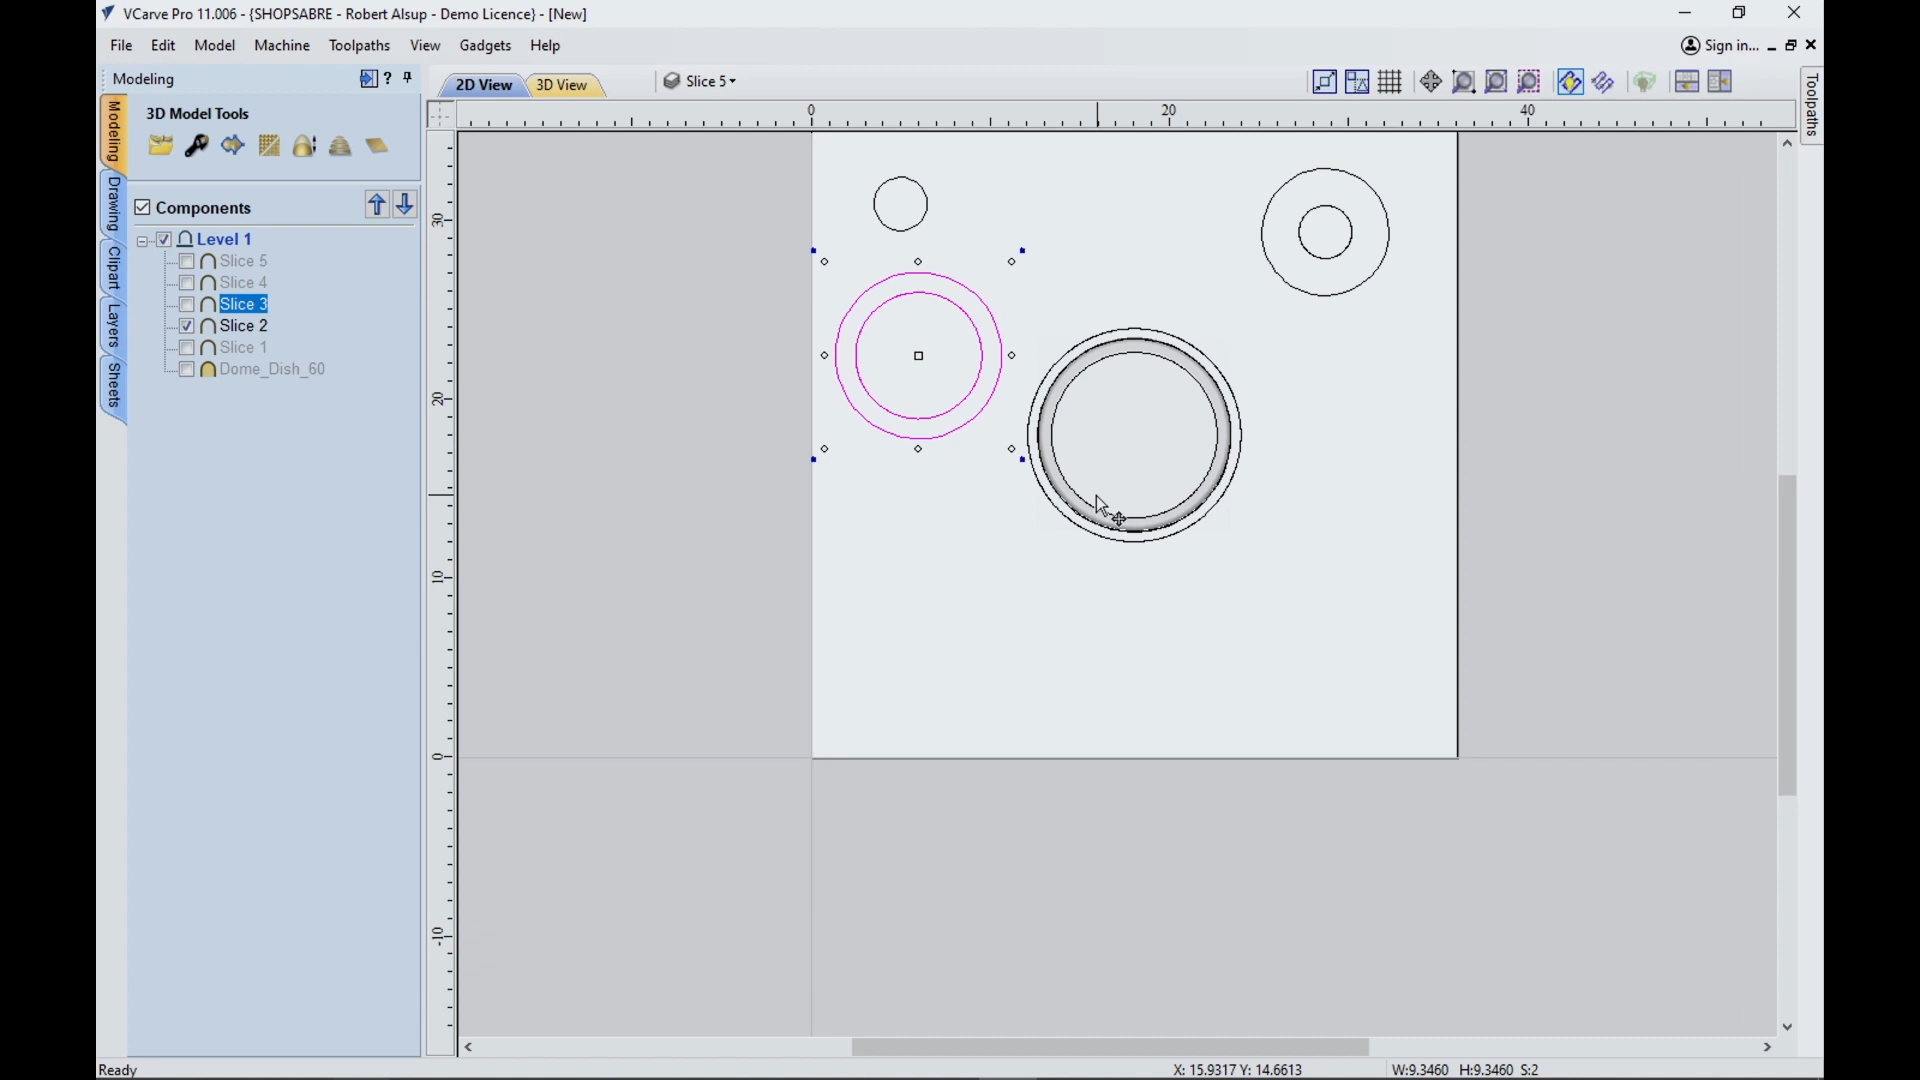 VCarve Pro 11.006 - {SHOPSABRE - Robert Alsup - Demo Licence} - [New]
File Edit Model Machine Toolpaths View Gadgets Help
Sign in...
Modeling
?
2D View 3D View
Slice 5
3D Model Tools
Components
Level 1
Slice 5
Slice 4
Slice 3
Slice 2
Slice 1
Dome_Dish_60
Modeling
Drawing
Clipart
Layers
Sheets
Toolpaths
0 20 40
30
20
10
0
-10
Ready
X: 15.9317 Y: 14.6613
W:9.3460 H:9.3460 S:2